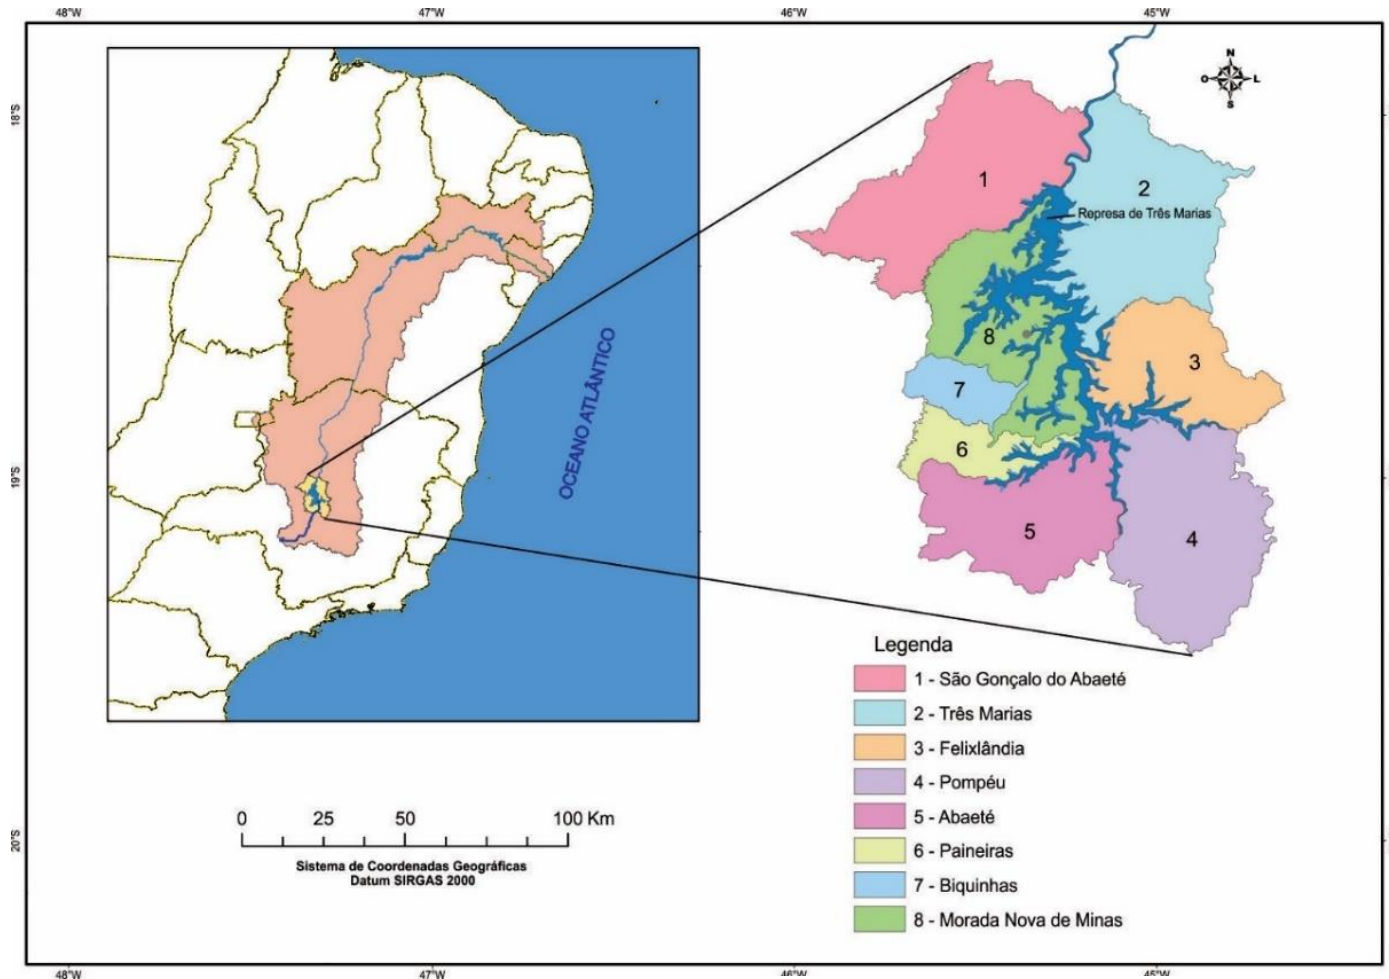 48°W 47°W 46°W 45°W
18°S
19°S
20°S
N
O L
S
1
2
Represa de Três Marias
8
3
7
6
5
4
OCEANO ATLÂNTICO
Legenda
1 - São Gonçalo do Abaeté
2 - Três Marias
3 - Felixlândia
4 - Pompéu
5 - Abaeté
6 - Paineiras
7 - Biquinhas
8 - Morada Nova de Minas
0 25 50 100 Km
Sistema de Coordenadas Geográficas
Datum SIRGAS 2000
48°W 47°W 46°W 45°W